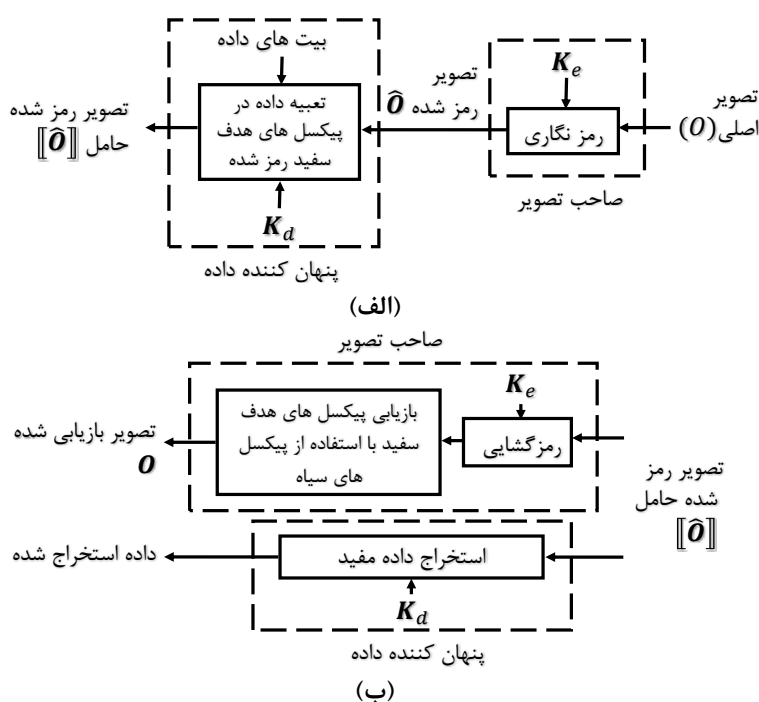 تصویر
اصلی(O)
K_e
رمز نگاری
صاحب تصویر
تصویر
رمز شده Ô
بیت های داده
تعبیه داده در
پیکسل های هدف
سفید رمز شده
K_d
پنهان کننده داده
تصویر رمز شده
حامل ⟦Ô⟧
(الف)
صاحب تصویر
تصویر رمز
شده حامل
⟦Ô⟧
K_e
رمزگشایی
بازیابی پیکسل های هدف
سفید با استفاده از پیکسل
های سیاه
تصویر بازیابی شده
O
استخراج داده مفید
K_d
داده استخراج شده
پنهان کننده داده
(ب)